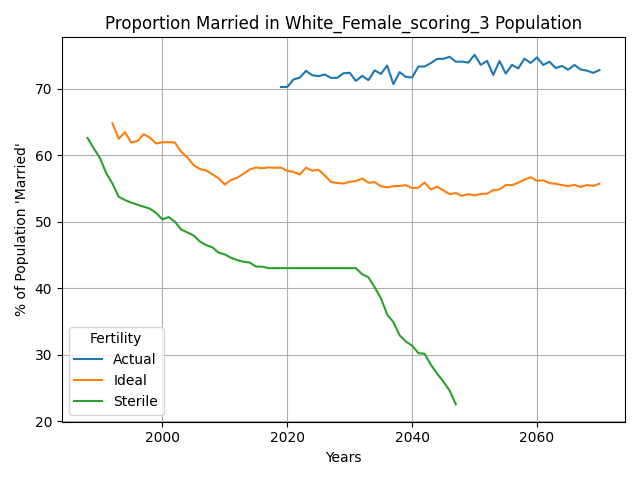 Proportion Married in White_Female_scoring_3 Population
% of Population 'Married'
70
60
50
40
30
20
Fertility
Actual
Ideal
Sterile
2000
2020
2040
2060
Years